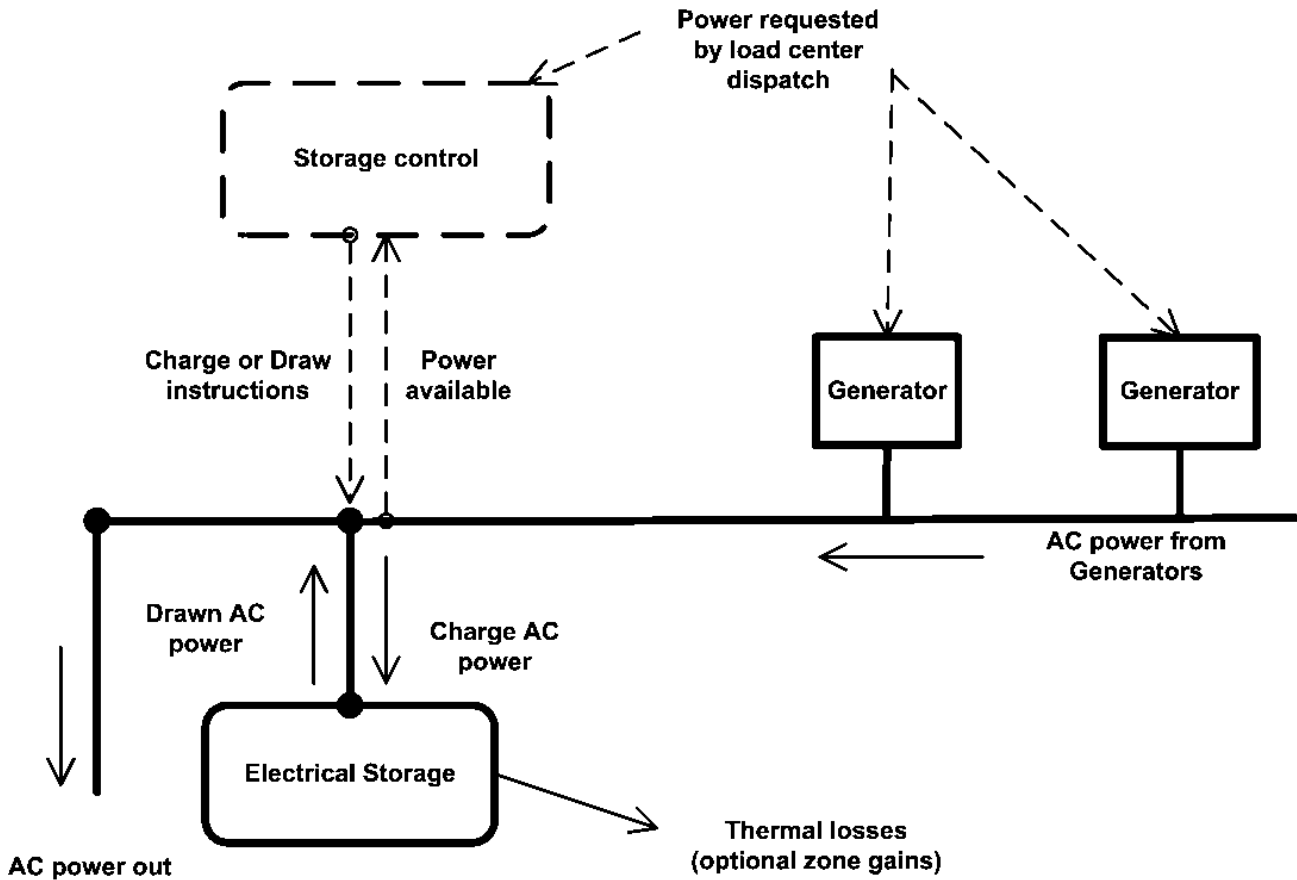 Power requested
by load center
dispatch
Storage control
Charge or Draw
instructions
Power
available
Generator
Generator
AC power from
Generators
Drawn AC
power
Charge AC
power
Electrical Storage
Thermal losses
(optional zone gains)
AC power out